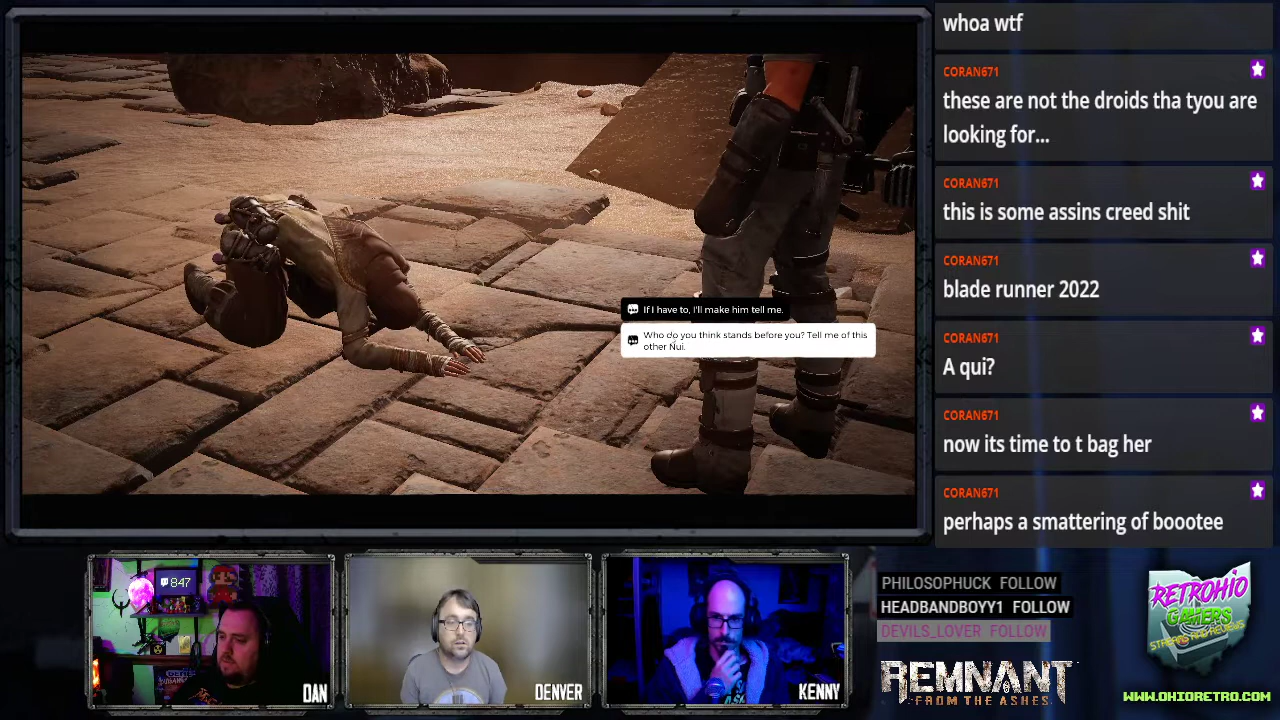 If I have to, I'll make him tell me.
Who do you think stands before you? Tell me of this
other Ñui.
whoa wtf
CORAN671
these are not the droids tha tyou are
looking for...
CORAN671
this is some assins creed shit
CORAN671
blade runner 2022
CORAN671
A qui?
CORAN671
now its time to t bag her
CORAN671
perhaps a smattering of boootee
847
DAN
DENVER
KENNY
PHILOSOPHUCK FOLLOW
HEADBANDBOYY1 FOLLOW
DEVILS_LOVER FOLLOW
REMNANT
FROM THE ASHES
RETROHIO
GAMERS
STREAMS AND REVIEWS
WWW.OHIORETRO.COM